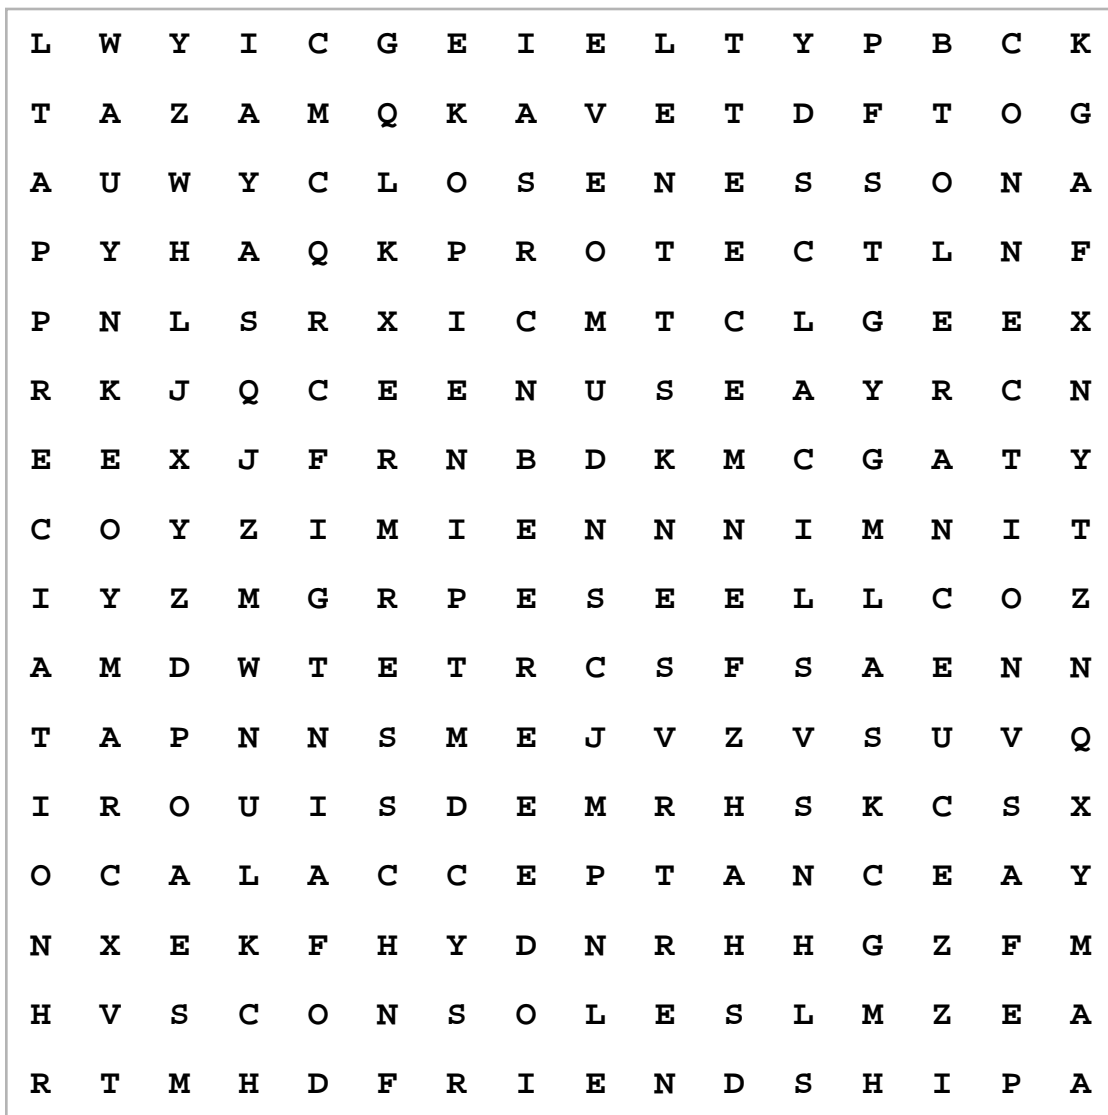 L W Y I C G E I E L T Y P B C K
T A Z A M Q K A V E T D F T O G
A U W Y C L O S E N E S S O N A
P Y H A Q K P R O T E C T L N F
P N L S R X I C M T C L G E E X
R K J Q C E E N U S E A Y R C N
E E X J F R N B D K M C G A T Y
C O Y Z I M I E N N N I M N I T
I Y Z M G R P E S E E L L C O Z
A M D W T E T R C S F S A E N N
T A P N N S M E J V Z V S U V Q
I R O U I S D E M R H S K C S X
O C A L A C C E P T A N C E A Y
N X E K F H Y D N R H H G Z F M
H V S C O N S O L E S L M Z E A
R T M H D F R I E N D S H I P A